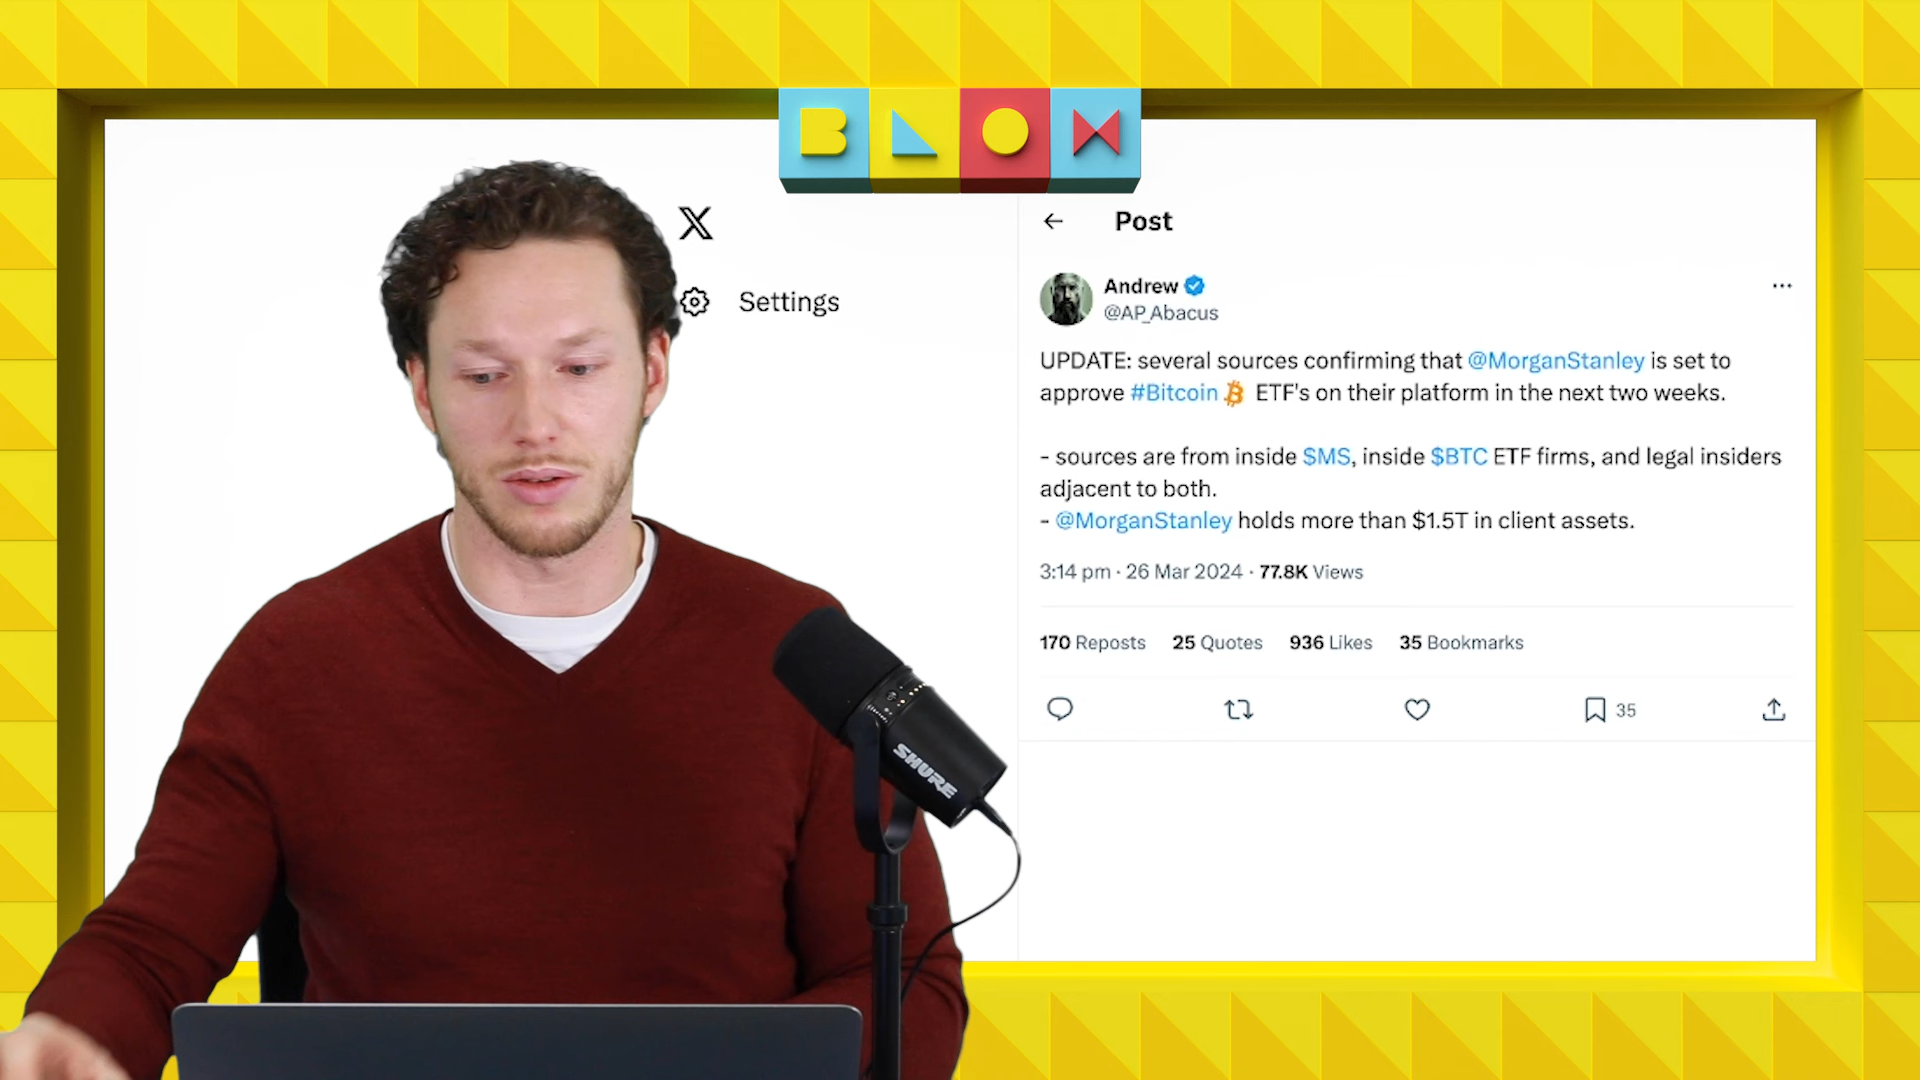 BLOX
X
Post
Settings
Andrew
@AP_Abacus
UPDATE: several sources confirming that @MorganStanley is set to
approve #Bitcoin ETF's on their platform in the next two weeks.
- sources are from inside $MS, inside $BTC ETF firms, and legal insiders
adjacent to both.
- @MorganStanley holds more than $1.5T in client assets.
3:14 pm · 26 Mar 2024 · 77.8K Views
170 Reposts 25 Quotes 936 Likes 35 Bookmarks
35
SHURE